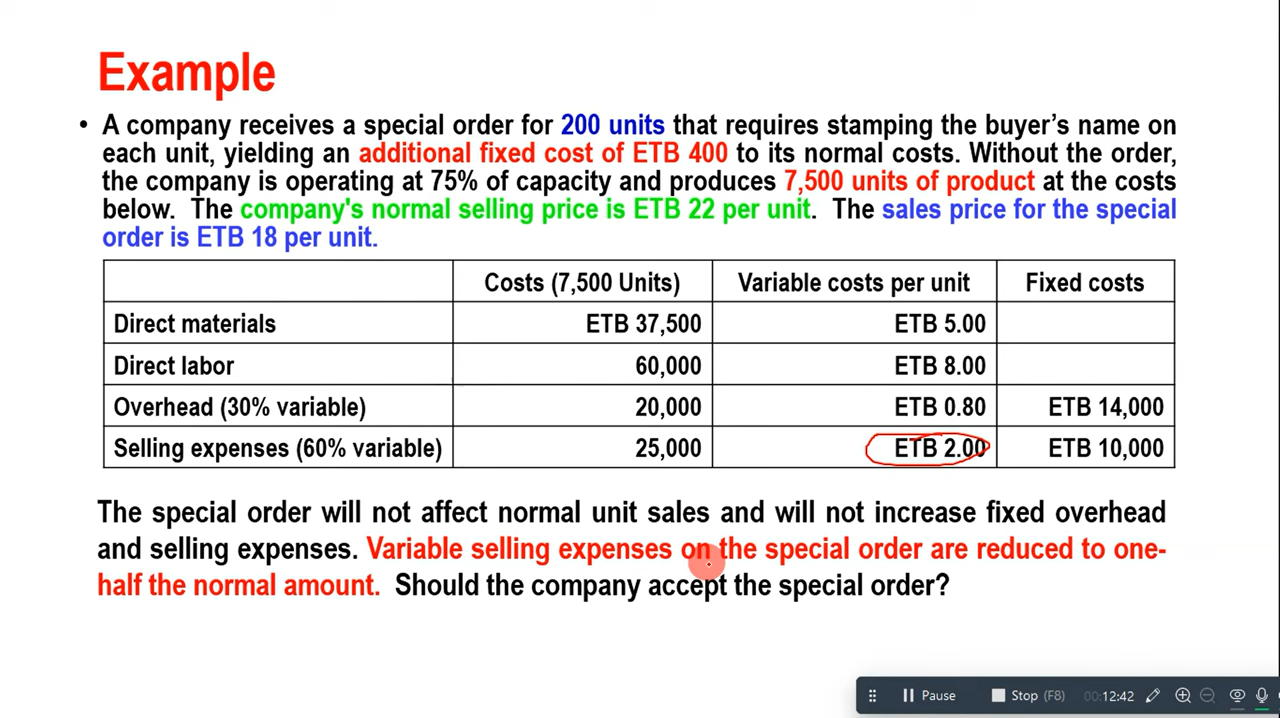 Example
• A company receives a special order for 200 units that requires stamping the buyer's name on
each unit, yielding an additional fixed cost of ETB 400 to its normal costs. Without the order,
the company is operating at 75% of capacity and produces 7,500 units of product at the costs
below. The company's normal selling price is ETB 22 per unit. The sales price for the special
order is ETB 18 per unit.
Costs (7,500 Units) Variable costs per unit Fixed costs
Direct materials ETB 37,500 ETB 5.00
Direct labor 60,000 ETB 8.00
Overhead (30% variable) 20,000 ETB 0.80 ETB 14,000
Selling expenses (60% variable) 25,000 ETB 2.00 ETB 10,000
The special order will not affect normal unit sales and will not increase fixed overhead
and selling expenses. Variable selling expenses on the special order are reduced to one-
half the normal amount. Should the company accept the special order?
Pause Stop (F8) 00:12:42